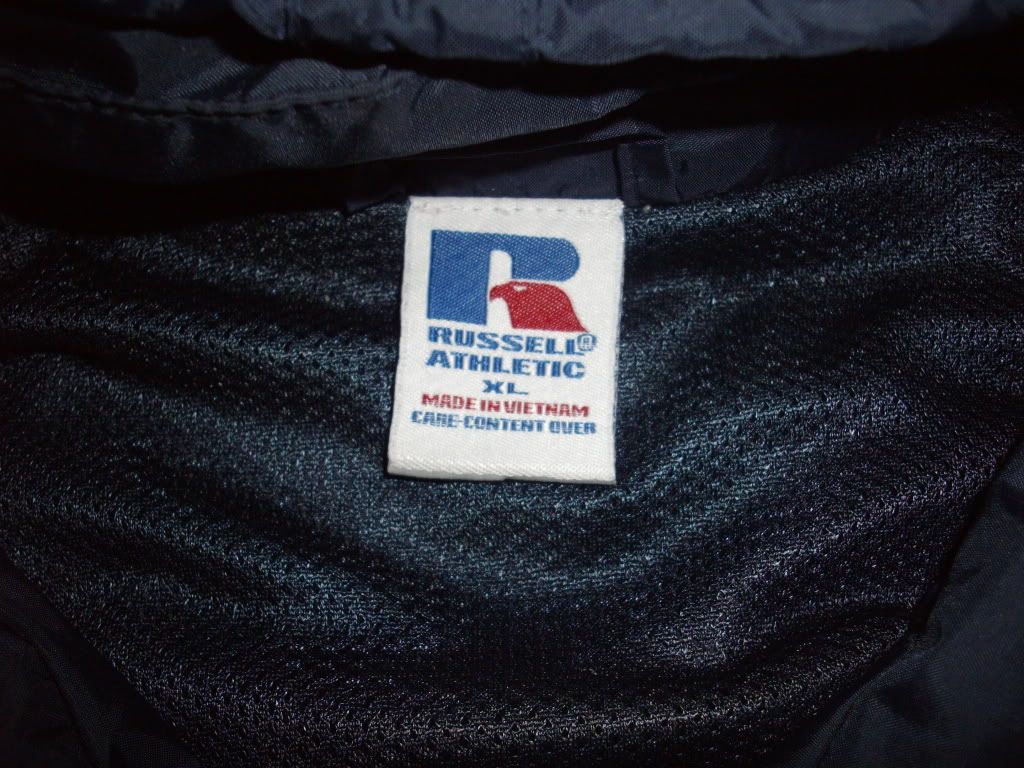 R
RUSSELL®
ATHLETIC
XL
MADE IN VIETNAM
CARE-CONTENT OVER